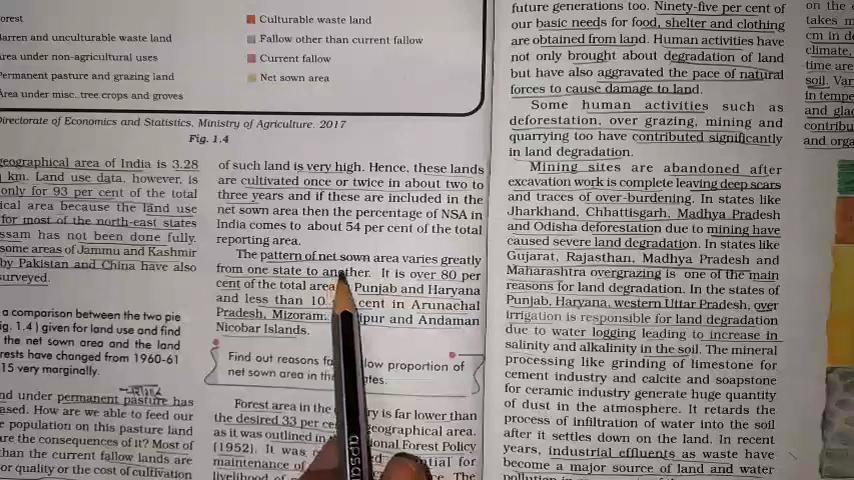 orest
Barren and unculturable waste land
Area under non-agricultural uses
Permanent pasture and grazing land
Area under misc. tree crops and groves
Culturable waste land
Fallow other than current fallow
Current fallow
Net sown area
Directorate of Economics and Statistics, Ministry of Agriculture. 2017
Fig. 1.4
geographical area of India is 3.28
km. Land use data, however, is
only for 93 per cent of the total
ical area because the land use
for most of the north-east states
ssam has not been done fully.
some areas of Jammu and Kashmir
by Pakistan and China have also
surveyed.
a comparison between the two pie
ig. 1.4) given for land use and find
the net sown area and the land
rests have changed from 1960-61
15 very marginally.
nd under permanent pasture has
ased. How are we able to feed our
e population on this pasture land
are the consequences of it? Most of
than the current fallow lands are
or quality or the cost of cultivation
of such land is very high. Hence, these lands
are cultivated once or twice in about two to
three years and if these are included in the
net sown area then the percentage of NSA in
India comes to about 54 per cent of the total
reporting area.
The pattern of net sown area varies greatly
from one state to another. It is over 80 per
cent of the total area Punjab and Haryana
and less than 10 cent in Arunachal
Pradesh, Mizoram, ipur and Andaman
Nicobar Islands.
Find out reasons fo low proportion of
net sown area in the tes.
Forest area in the ry is far lower than
the desired 33 per ce geographical area.
as it was outlined in onal Forest Policy
(1952). It was ntial for
maintenance of
livelihood of The
apsara
future generations too. Ninety-five per cent of
our basic needs for food, shelter and clothing
are obtained from land. Human activities have
not only brought about degradation of land
but have also aggravated the pace of natural
forces to cause damage to land.
Some human activities such as
deforestation, over grazing, mining and
quarrying too have contributed significantly
in land degradation.
Mining sites are abandoned after
excavation work is complete leaving deep scars
and traces of over-burdening. In states like
Jharkhand, Chhattisgarh, Madhya Pradesh
and Odisha deforestation due to mining have
caused severe land degradation. In states like
Gujarat, Rajasthan, Madhya Pradesh and
Maharashtra overgrazing is one of the main
reasons for land degradation. In the states of
Punjab, Haryana, western Uttar Pradesh, over
irrigation is responsible for land degradation
due to water logging leading to increase in
salinity and alkalinity in the soil. The mineral
processing like grinding of limestone for
cement industry and calcite and soapstone
for ceramic industry generate huge quantity
of dust in the atmosphere. It retards the
process of infiltration of water into the soil
after it settles down on the land. In recent
years, industrial effluents as waste have
become a major source of land and water
on the
takes m
cm in de
climate,
time are
soil. Va
in tempe
and glac
contribu
and orga